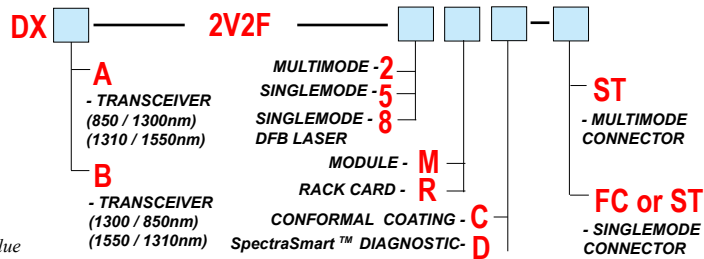 DX 2V2F -
A
- TRANSCEIVER
(850 / 1300nm)
(1310 / 1550nm)
B
- TRANSCEIVER
(1300 / 850nm)
(1550 / 1310nm)
MULTIMODE - 2
SINGLEMODE - 5
SINGLEMODE - 8
DFB LASER
MODULE - M
RACK CARD - R
CONFORMAL COATING - C
SpectraSmart ™ DIAGNOSTIC- D
ST
- MULTIMODE
CONNECTOR
FC or ST
- SINGLEMODE
CONNECTOR